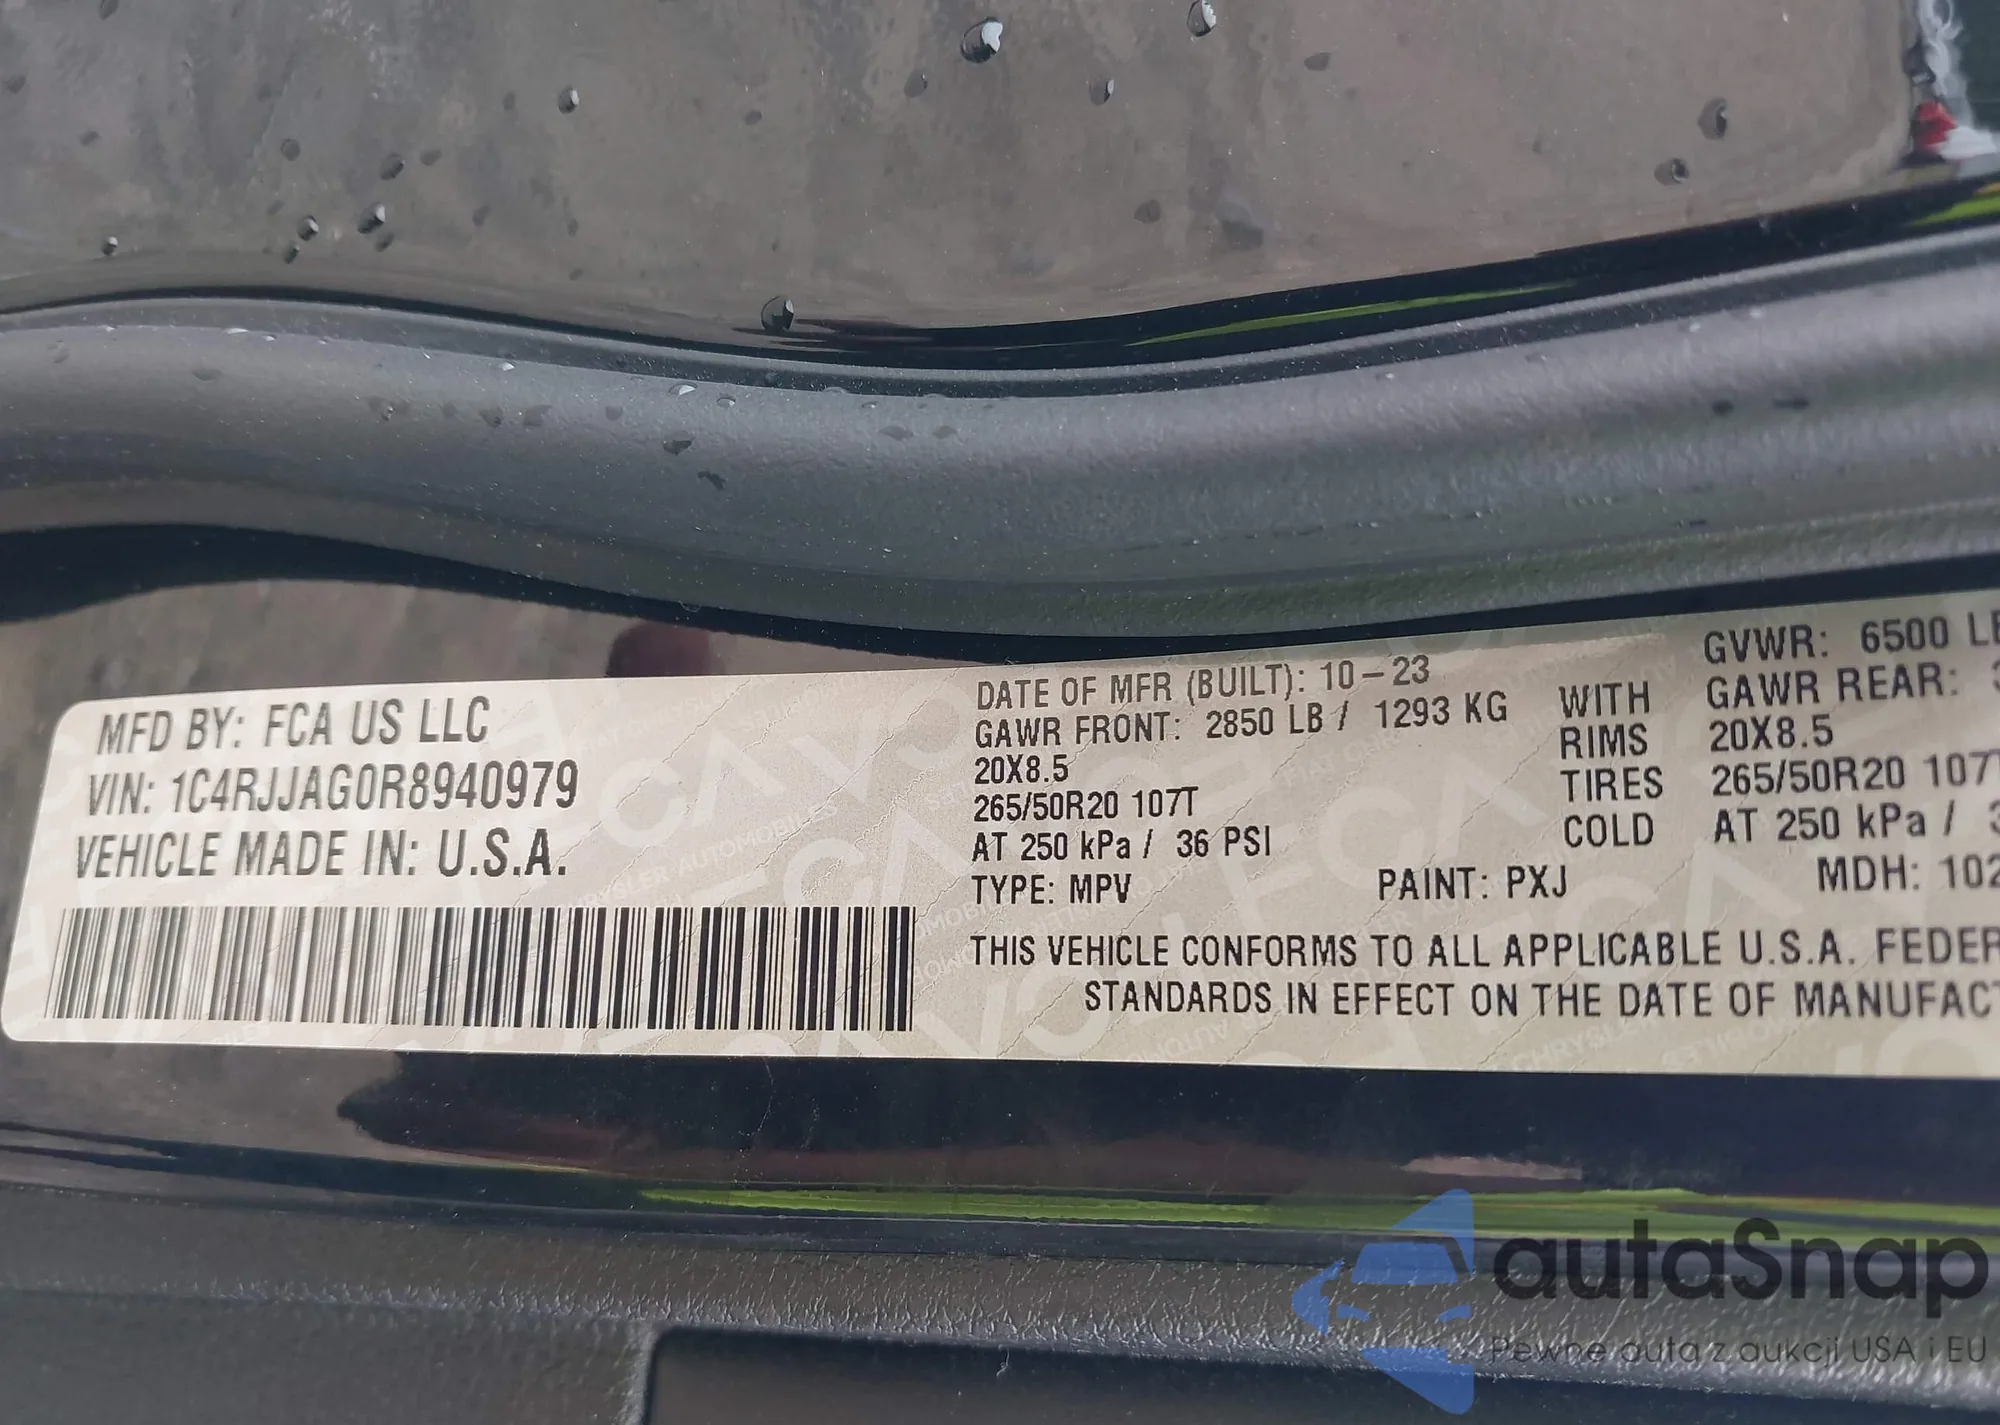 MFD BY: FCA US LLC
VIN: 1C4RJJAG0R8940979
VEHICLE MADE IN: U.S.A.
DATE OF MFR (BUILT): 10-23
GVWR: 6500
GAWR FRONT: 2850 LB / 1293 KG WITH GAWR REAR:
20X8.5 RIMS 20X8.5
265/50R20 107T TIRES 265/50R20
AT 250 kPa / 36 PSI COLD AT 250 kPa /
TYPE: MPV PAINT: PXJ MDH:
THIS VEHICLE CONFORMS TO ALL APPLICABLE U.S.A.
STANDARDS IN EFFECT ON THE DATE OF
autaSnap
Pewne auta z aukcji USA i EU